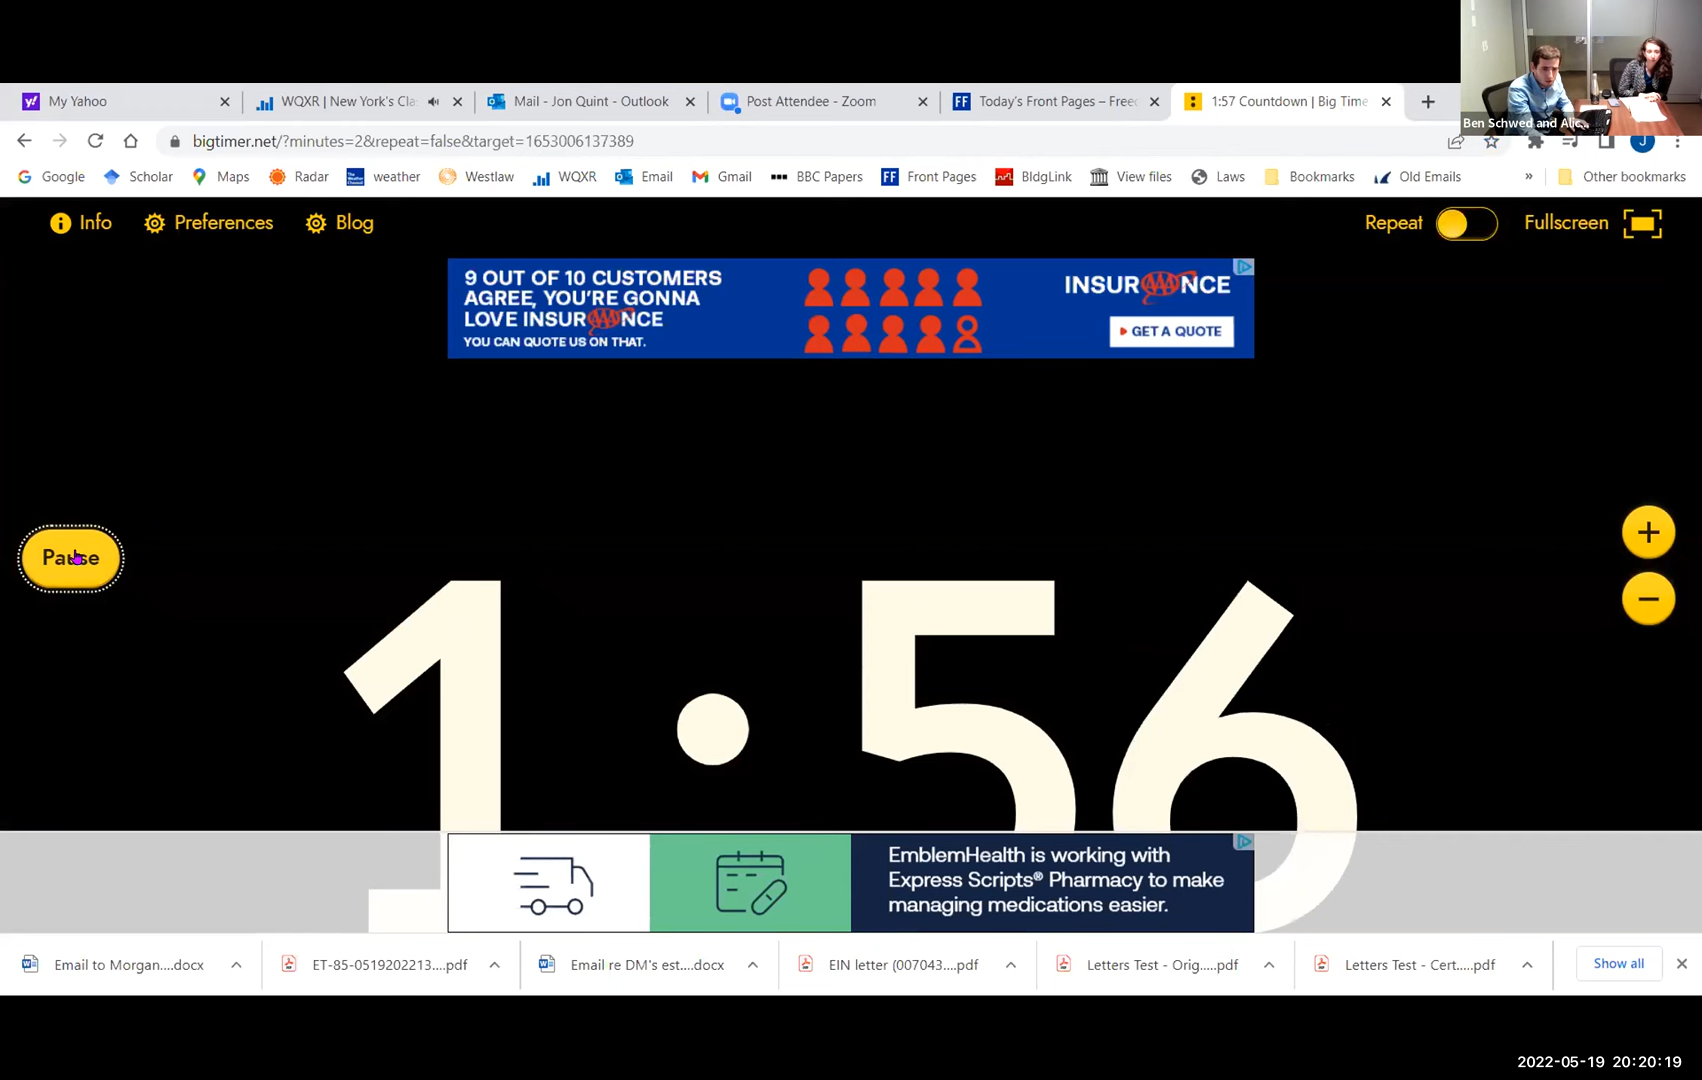 My Yahoo
WQXR | New York's Cla
Mail - Jon Quint - Outlook
Post Attendee - Zoom
FF Today's Front Pages – Free
1:57 Countdown | Big Time
Ben Schwed and Alic...
bigtimer.net/?minutes=2&repeat=false&target=1653006137389
J
Google
Scholar
Maps
Radar
weather
Westlaw
WQXR
Email
Gmail
BBC Papers
FF Front Pages
BldgLink
View files
Laws
Bookmarks
Old Emails
»
Other bookmarks
Info
Preferences
Blog
Repeat
Fullscreen
9 OUT OF 10 CUSTOMERS
AGREE, YOU'RE GONNA
LOVE INSURAAANCE
YOU CAN QUOTE US ON THAT.
INSURAAANCE
GET A QUOTE
Pause
+
−
1:56
EmblemHealth is working with
Express Scripts® Pharmacy to make
managing medications easier.
Email to Morgan....docx
ET-85-0519202213....pdf
Email re DM's est....docx
EIN letter (007043....pdf
Letters Test - Orig.....pdf
Letters Test - Cert.....pdf
Show all
2022-05-19 20:20:19